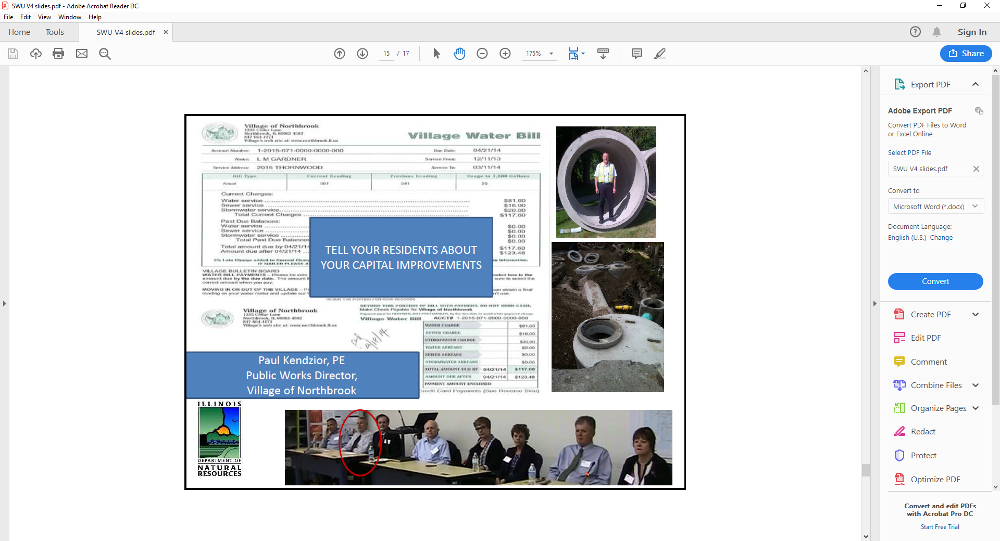 SWU V4 slides.pdf - Adobe Acrobat Reader DC
File Edit View Window Help
Home Tools SWU V4 slides.pdf
Sign In
15 / 17
175%
Share
Village of Northbrook
1225 Cedar Lane
Northbrook, IL 60062-4582
847 664-4171
Village's web site at: www.northbrook.il.us
Village Water Bill
Account Number: 1-2015-071-0000-0000-000 Due Date: 04/21/14
Name: L M GARDNER Service From: 12/11/13
Service Address: 2015 THORNWOOD Service To: 03/11/14
Bill Type Current Reading Previous Reading Usage in 1,000 Gallons
Actual 561 541 20
Current Charges:
Water service $81.60
Sewer service $16.00
Stormwater service $20.00
Total Current Charges $117.60
Past Due Balances:
Water service $0.00
Sewer service $0.00
Stormwater service $0.00
Total Past Due Balances $0.00
Total amount due by 04/21/14 $117.60
Amount due after 04/21/14 ... $123.48
5% Late Charge added to Current Charg
IF MAILED PLEASE A
TELL YOUR RESIDENTS ABOUT
YOUR CAPITAL IMPROVEMENTS
VILLAGE BULLETIN BOARD
WATER BILL PAYMENTS – Please be sure
aded box is the
amount due by the due date. The amount
sure to select the
correct amount when you pay.
MOVING IN OR OUT OF THE VILLAGE –
can obtain a final
reading on your water meter and update our
RETAIN THIS PORTION FOR YOUR RECORDS
Village of Northbrook
1225 Cedar Lane
Northbrook, IL 60062-4582
847 664-4171
Village's web site at: www.northbrook.il.us
RETURN THIS PORTION OF BILL WITH PAYMENT, DO NOT SEND CASH.
Make Check Payable To: Village of Northbrook
Payment must be RECEIVED, NOT POSTMARKED, by the due date to avoid a late payment charge.
Village Water Bill ACCT# 1-2015-071-0000-0000-000
WATER CHARGE $81.60
SEWER CHARGE $16.00
STORMWATER CHARGE $20.00
WATER ARREARS $0.00
SEWER ARREARS $0.00
STORMWATER ARREARS $0.00
TOTAL AMOUNT DUE BY 04/21/14 $117.60
AMOUNT DUE AFTER 04/21/14 $123.48
PAYMENT AMOUNT ENCLOSED
Credit Card Payments (See Reverse Side)
Paul Kendzior, PE
Public Works Director,
Village of Northbrook
ILLINOIS
DEPARTMENT OF
NATURAL
RESOURCES
Export PDF
Adobe Export PDF
Convert PDF Files to Word
or Excel Online
Select PDF File
SWU V4 slides.pdf
Convert to
Microsoft Word (*.docx)
Document Language:
English (U.S.) Change
Convert
Create PDF
Edit PDF
Comment
Combine Files
Organize Pages
Redact
Protect
Optimize PDF
Convert and edit PDFs
with Acrobat Pro DC
Start Free Trial